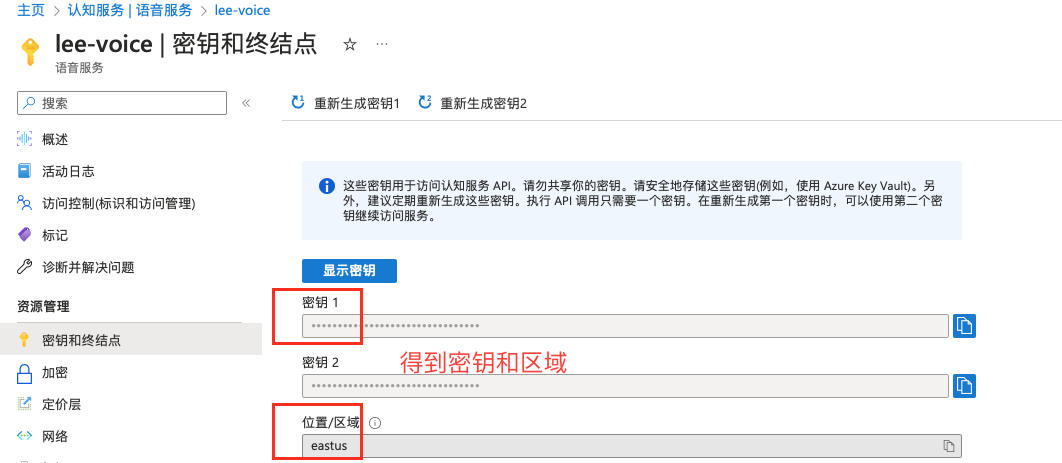 主页 > 认知服务 | 语音服务 > lee-voice
lee-voice | 密钥和终结点
语音服务
搜索
重新生成密钥1 重新生成密钥2
概述
活动日志
访问控制(标识和访问管理)
标记
诊断并解决问题
资源管理
密钥和终结点
加密
定价层
网络
这些密钥用于访问认知服务 API。请勿共享你的密钥。请安全地存储这些密钥(例如，使用 Azure Key Vault)。另
外，建议定期重新生成这些密钥。执行 API 调用只需要一个密钥。在重新生成第一个密钥时，可以使用第二个密
钥继续访问服务。
显示密钥
密钥 1
得到密钥和区域
密钥 2
位置/区域
eastus